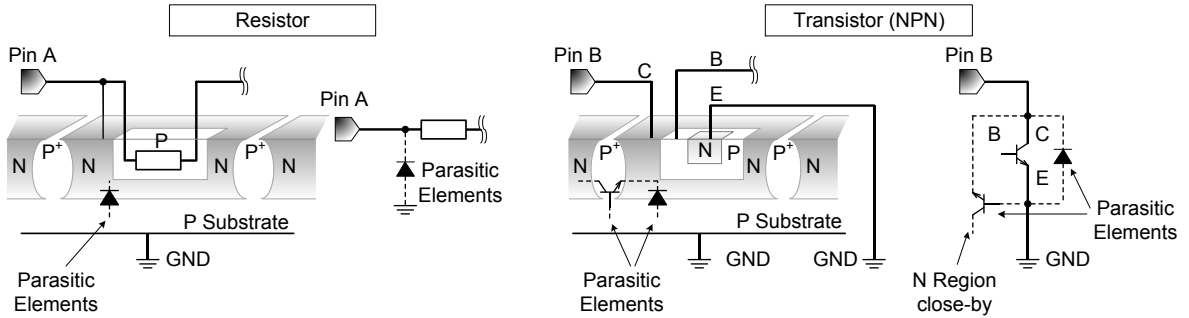 Resistor
Transistor (NPN)
Pin A
Pin B
C
B
E
Pin B
Pin A
B
C
E
N
P+
N
P
N
P+
N
Parasitic
Elements
N
P+
N
N
P
P+
N
N
P Substrate
GND
Parasitic
Elements
P Substrate
GND
GND
Parasitic
Elements
Parasitic
Elements
N Region
close-by